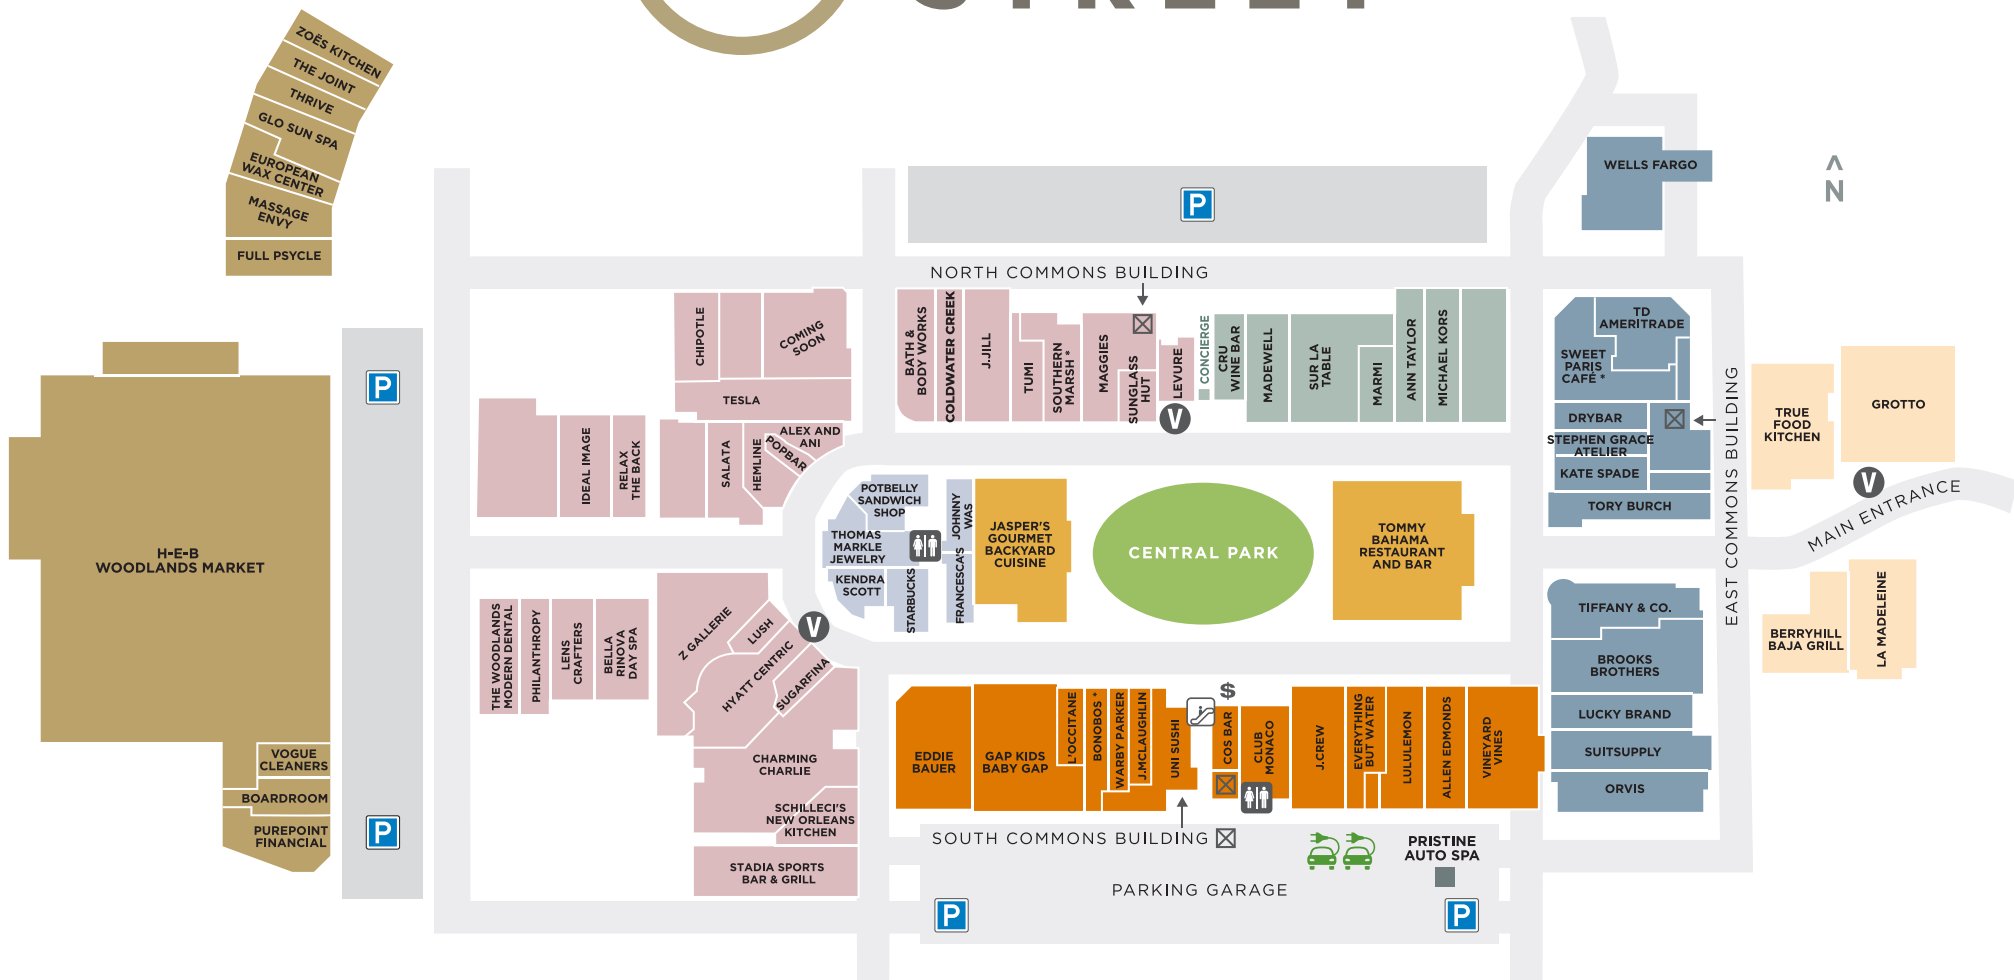 STREET
ZOËS KITCHEN
THE JOINT
THRIVE
GLO SUN SPA
EUROPEAN
WAX CENTER
MASSAGE
ENVY
FULL PSYCLE
P
WELLS FARGO
^
N
NORTH COMMONS BUILDING
CHIPOTLE
COMING
SOON
TESLA
ALEX AND
ANI
POPBAR
HEMLINE
SALATA
IDEAL IMAGE
RELAX
THE BACK
BATH &
BODY WORKS
COLDWATER CREEK
J.JILL
TUMI
SOUTHERN
MARSH *
MAGGIES
SUNGLASS
HUT
LEVURE
V
CONCIERGE
CRU
WINE BAR
MADEWELL
SUR LA
TABLE
MARMI
ANN TAYLOR
MICHAEL KORS
TD
AMERITRADE
SWEET
PARIS
CAFÉ *
DRYBAR
STEPHEN GRACE
ATELIER
KATE SPADE
TORY BURCH
EAST COMMONS BUILDING
TRUE
FOOD
KITCHEN
GROTTO
V
MAIN ENTRANCE
P
H-E-B
WOODLANDS MARKET
POTBELLY
SANDWICH
SHOP
JOHNNY
WAS
THOMAS
MARKLE
JEWELRY
KENDRA
SCOTT
STARBUCKS
FRANCESCA'S
JASPER'S
GOURMET
BACKYARD
CUISINE
CENTRAL PARK
TOMMY
BAHAMA
RESTAURANT
AND BAR
TIFFANY & CO.
BROOKS
BROTHERS
LUCKY BRAND
SUITSUPPLY
ORVIS
BERRYHILL
BAJA GRILL
LA MADELEINE
THE WOODLANDS
MODERN DENTAL
PHILANTHROPY
LENS
CRAFTERS
BELLA
RINOVA
DAY SPA
Z GALLERIE
LUSH
HYATT CENTRIC
SUGARFINA
V
CHARMING
CHARLIE
SCHILLECI'S
NEW ORLEANS
KITCHEN
STADIA SPORTS
BAR & GRILL
VOGUE
CLEANERS
BOARDROOM
PUREPOINT
FINANCIAL
P
EDDIE
BAUER
GAP KIDS
BABY GAP
L'OCCITANE
BONOBOS *
WARBY PARKER
J.MCLAUGHLIN
UNI SUSHI
$
COS BAR
CLUB
MONACO
J.CREW
EVERYTHING
BUT WATER
LULULEMON
ALLEN EDMONDS
VINEYARD
VINES
SOUTH COMMONS BUILDING
PRISTINE
AUTO SPA
PARKING GARAGE
P
P